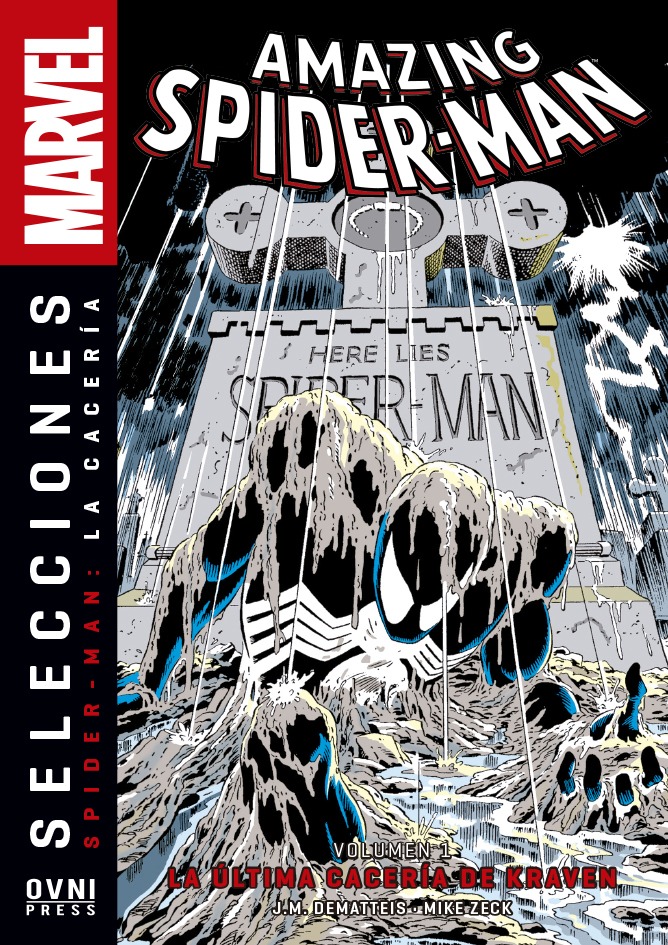 MARVEL
SELECCIONES
SPIDER-MAN: LA CACERÍA
OVNI
PRESS
AMAZING
SPIDER-MAN™
HERE LIES
SPIDER-MAN
VOLUMEN 1
LA ÚLTIMA CACERÍA DE KRAVEN
J.M. DEMATTEIS · MIKE ZECK